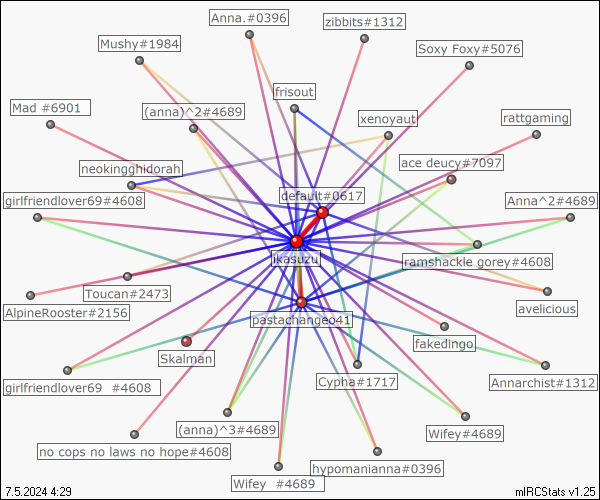 Anna.#0396
zibbits#1312
Mushy#1984
Soxy Foxy#5076
frisout
Mad #6901
(anna)^2#4689
xenoyaut
rattgaming
neokingghidorah
ace deucy#7097
default#0617
girlfriendlover69#4608
Anna^2#4689
ikasuzu
ramshackle gorey#4608
Toucan#2473
AlpineRooster#2156
avelicious
pastachangeo41
Skalman
fakedingo
girlfriendlover69 #4608
Cypha#1717
Annarchist#1312
(anna)^3#4689
Wifey#4689
no cops no laws no hope#4608
hypomanianna#0396
Wifey #4689
7.5.2024 4:29
mIRCStats v1.25